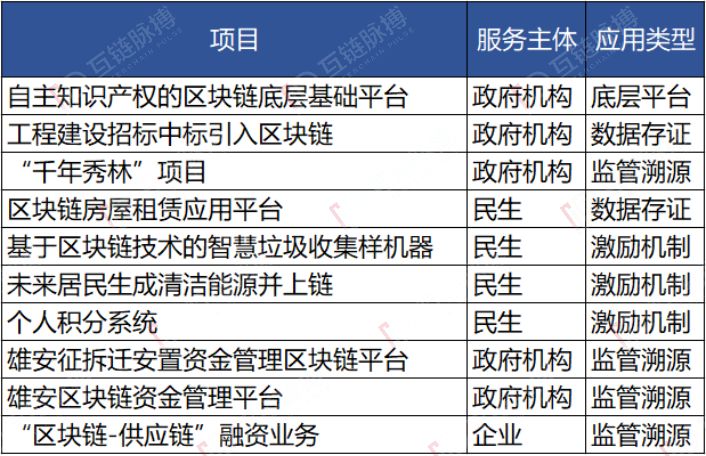 项目 服务主体 应用类型
自主知识产权的区块链底层基础平台 政府机构 底层平台
工程建设招标中标引入区块链 政府机构 数据存证
“千年秀林”项目 政府机构 监管溯源
区块链房屋租赁应用平台 民生 数据存证
基于区块链技术的智慧垃圾收集样机器 民生 激励机制
未来居民生成清洁能源并上链 民生 激励机制
个人积分系统 民生 激励机制
雄安征拆迁安置资金管理区块链平台 政府机构 监管溯源
雄安区块链资金管理平台 政府机构 监管溯源
“区块链-供应链”融资业务 企业 监管溯源
互链脉搏